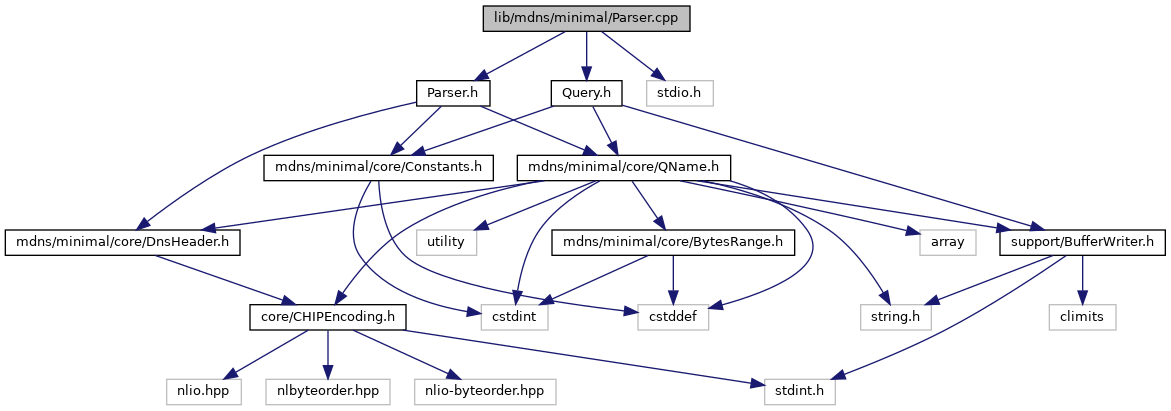 lib/mdns/minimal/Parser.cpp
Parser.h
Query.h
stdio.h
mdns/minimal/core/Constants.h
mdns/minimal/core/QName.h
mdns/minimal/core/DnsHeader.h
utility
mdns/minimal/core/BytesRange.h
array
support/BufferWriter.h
core/CHIPEncoding.h
cstdint
cstddef
string.h
climits
nlio.hpp
nlbyteorder.hpp
nlio-byteorder.hpp
stdint.h